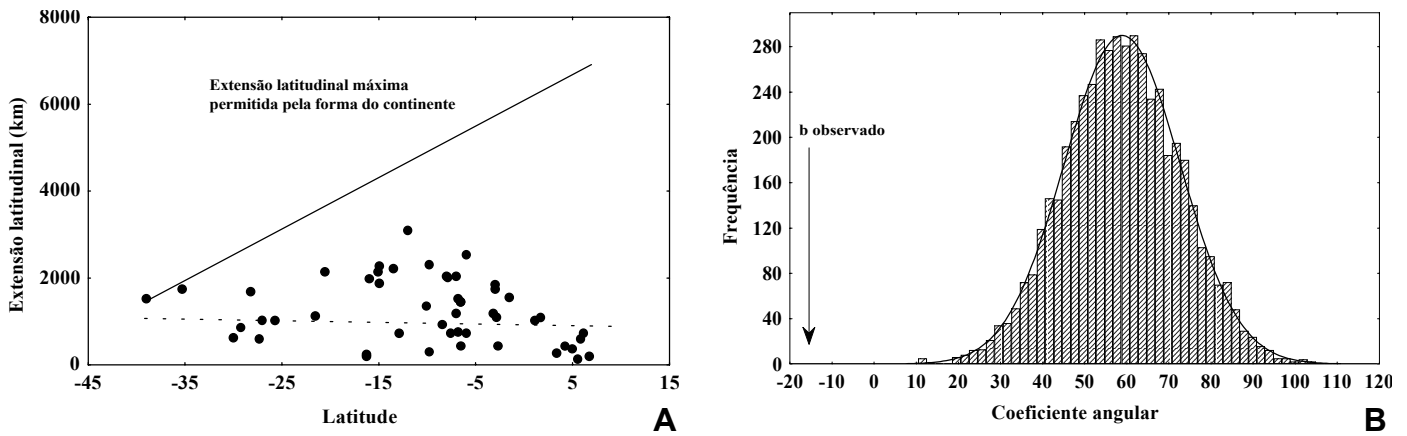 8000
6000
4000
2000
0
Extensão latitudinal (km)
Extensão latitudinal máxima
permitida pela forma do continente
-45 -35 -25 -15 -5 5 15
Latitude
A
280
240
200
160
120
80
40
0
Frequência
b observado
-20 -10 0 10 20 30 40 50 60 70 80 90 100 110 120
Coeficiente angular
B